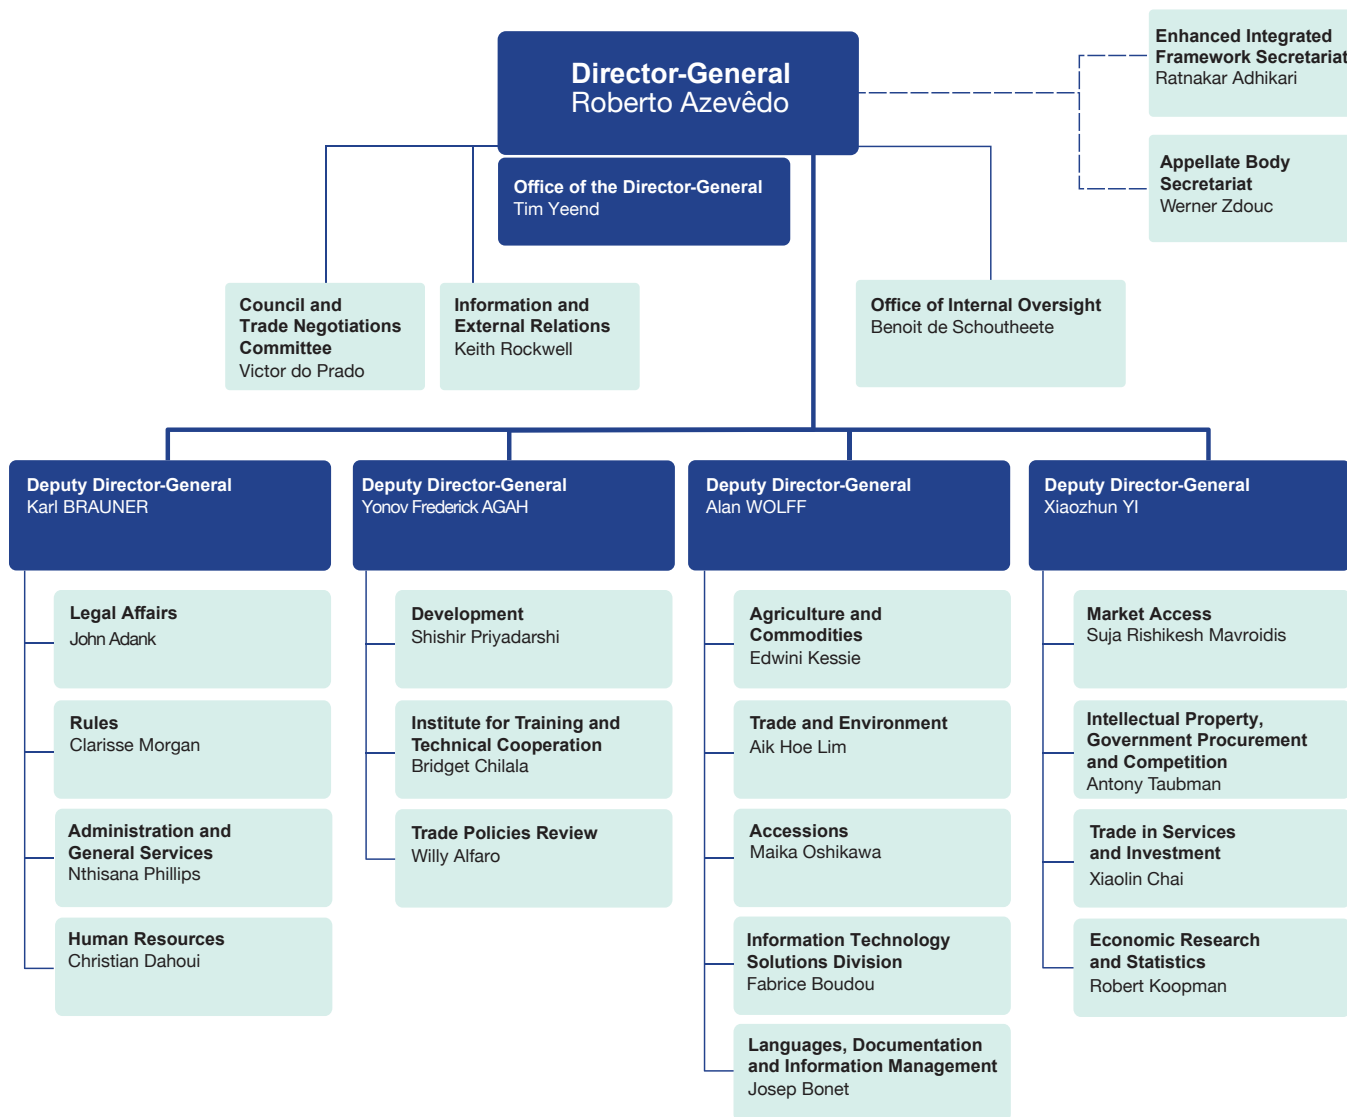 Director-General
Roberto Azevêdo
Enhanced Integrated
Framework Secretariat
Ratnakar Adhikari
Appellate Body
Secretariat
Werner Zdouc
Office of the Director-General
Tim Yeend
Council and
Trade Negotiations
Committee
Victor do Prado
Information and
External Relations
Keith Rockwell
Office of Internal Oversight
Benoit de Schoutheete
Deputy Director-General
Karl BRAUNER
Legal Affairs
John Adank
Rules
Clarisse Morgan
Administration and
General Services
Nthisana Phillips
Human Resources
Christian Dahoui
Deputy Director-General
Yonov Frederick AGAH
Development
Shishir Priyadarshi
Institute for Training and
Technical Cooperation
Bridget Chilala
Trade Policies Review
Willy Alfaro
Deputy Director-General
Alan WOLFF
Agriculture and
Commodities
Edwini Kessie
Trade and Environment
Aik Hoe Lim
Accessions
Maika Oshikawa
Information Technology
Solutions Division
Fabrice Boudou
Languages, Documentation
and Information Management
Josep Bonet
Deputy Director-General
Xiaozhun YI
Market Access
Suja Rishikesh Mavroidis
Intellectual Property,
Government Procurement
and Competition
Antony Taubman
Trade in Services
and Investment
Xiaolin Chai
Economic Research
and Statistics
Robert Koopman